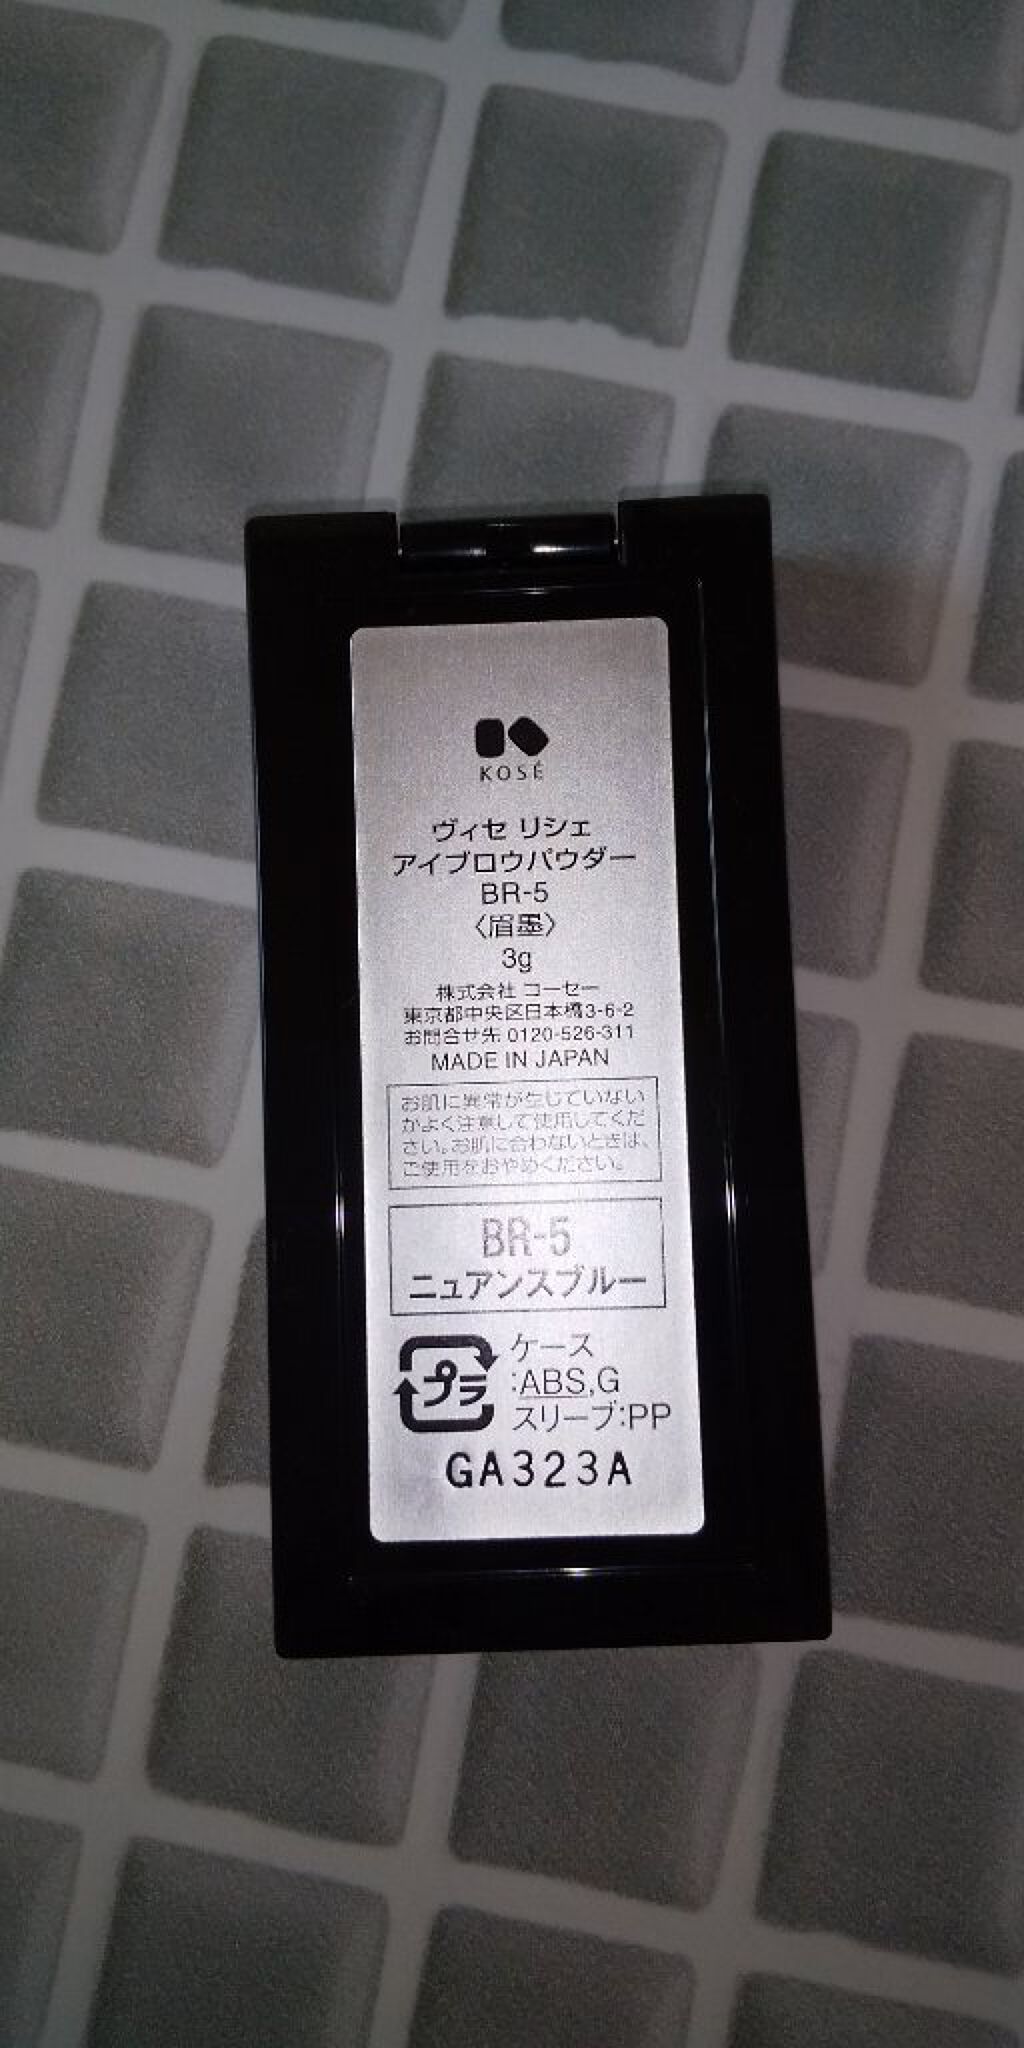 KOSÉ
ヴィセ リシェ
アイブロウパウダー
BR-5
〈眉墨〉
3g
株式会社 コーセー
東京都中央区日本橋3-6-2
お問合せ先 0120-526-311
MADE IN JAPAN
お肌に異常が生じていない
かよく注意して使用してくだ
さい。お肌に合わないときは、
ご使用をおやめください。
BR-5
ニュアンスブルー
プラ
ケース
:ABS,G
スリーブ:PP
GA323A